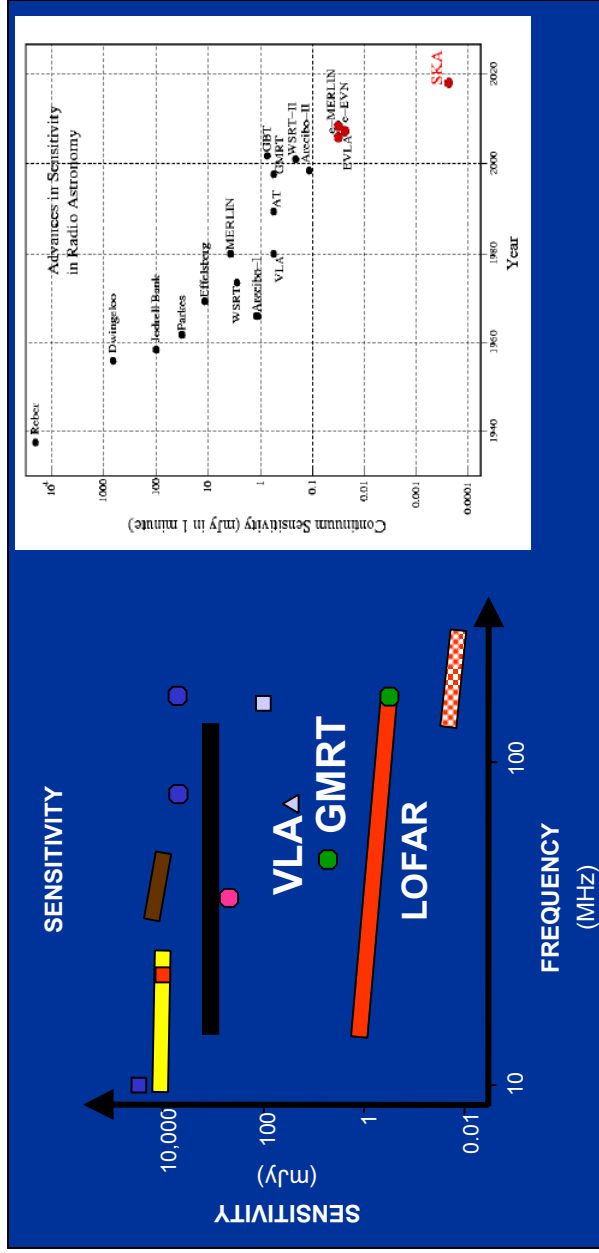 SENSITIVITY
10,000
100
1
0.01
(mJy)
SENSITIVITY
VLA
GMRT
LOFAR
10
100
FREQUENCY
(MHz)
Advances in Sensitivity
in Radio Astronomy
Reber
Dwingeloo
Jodrell Bank
Parkes
Effelsberg
MERLIN
WSRT
Arecibo-I
VLA
AT
GBT
GMRT
WSRT-II
Arecibo-II
e-MERLIN
e-EVN
EVLA
SKA
10⁴
1000
100
10
1
0.1
0.01
0.001
0.0001
Continuum Sensitivity (mJy in 1 minute)
1940
1960
1980
2000
2020
Year